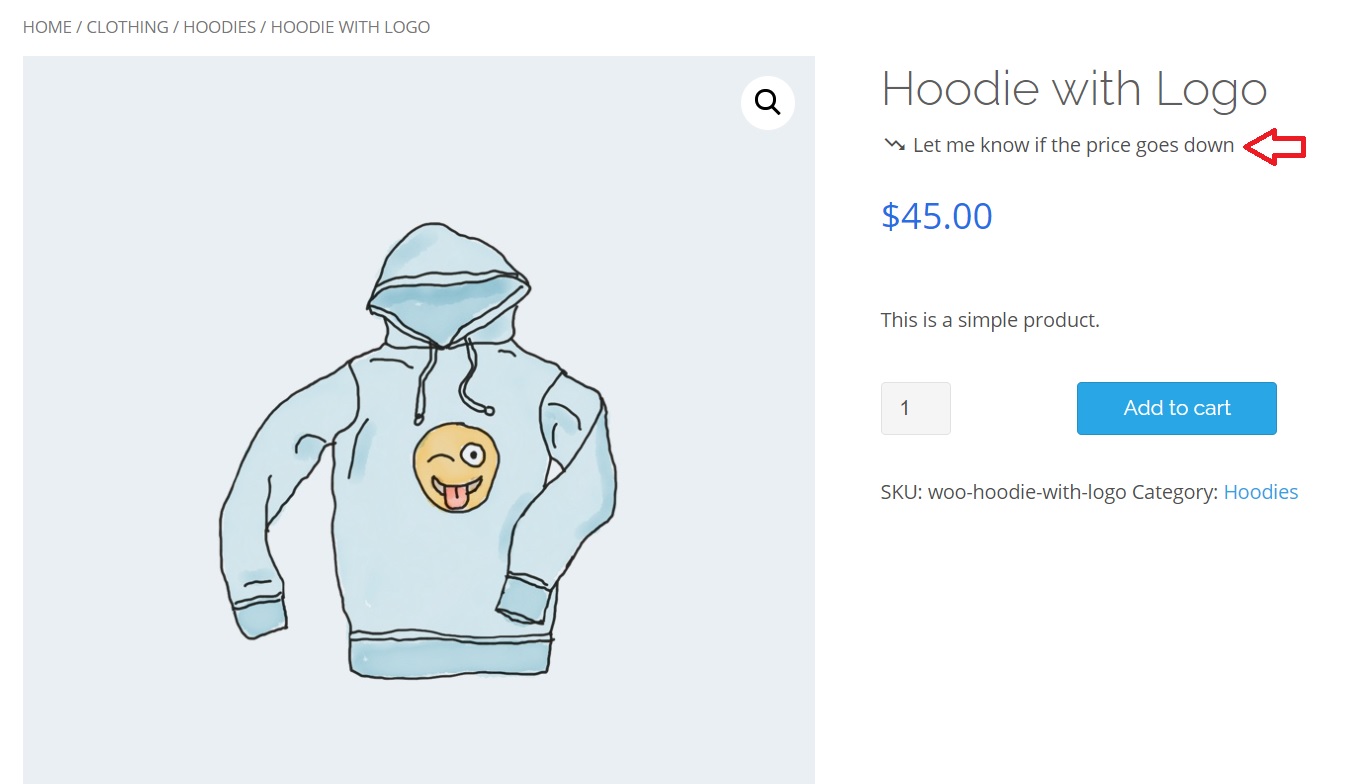 HOME / CLOTHING / HOODIES / HOODIE WITH LOGO
Hoodie with Logo
Let me know if the price goes down
$45.00
This is a simple product.
1
Add to cart
SKU: woo-hoodie-with-logo Category: Hoodies